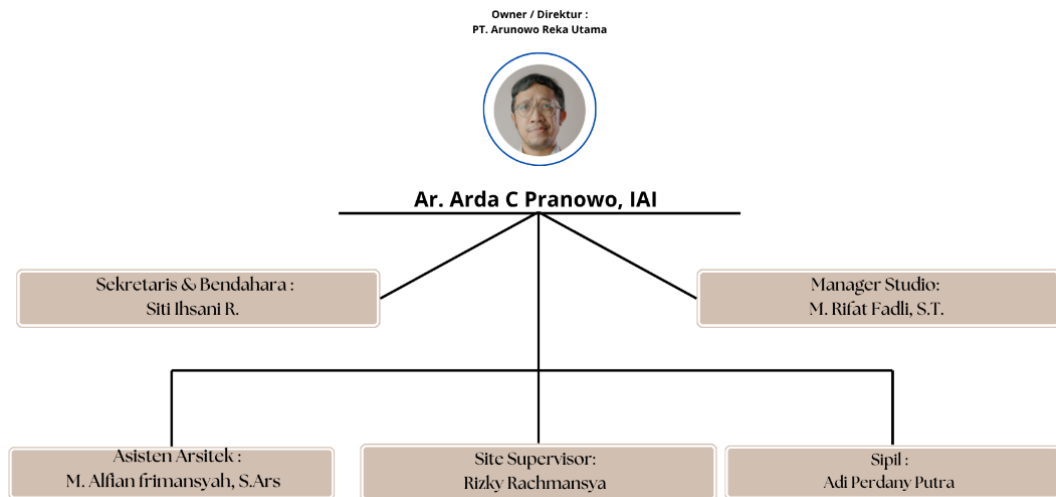 Owner / Direktur :
PT. Arunowo Reka Utama
Ar. Arda C Pranowo, IAI
Sekretaris & Bendahara :
Siti Ihsani R.
Manager Studio:
M. Rifat Fadli, S.T.
Asisten Arsitek :
M. Alfian frimansyah, S.Ars
Site Supervisor:
Rizky Rachmansya
Sipil :
Adi Perdany Putra